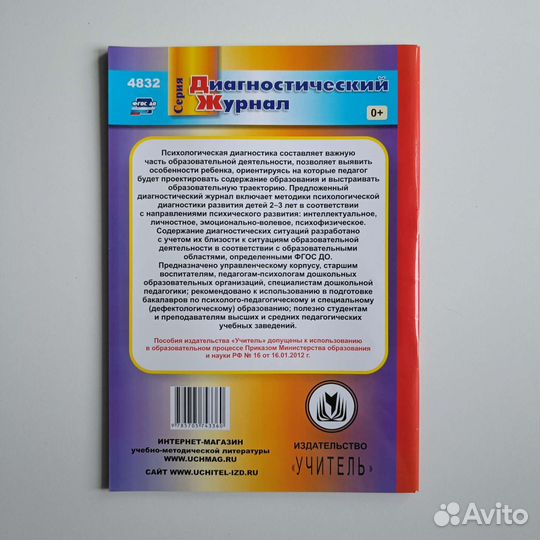 4832
ФГОС ДО
Серия
Диагностический
Журнал
0+
Психологическая диагностика составляет важную
часть образовательной деятельности, позволяет выявить
особенности ребенка, ориентируясь на которые педагог
будет проектировать содержание образования и выстраивать
образовательную траекторию. Предложенный
диагностический журнал включает методики психологической
диагностики развития детей 2–3 лет в соответствии
с направлениями психического развития: интеллектуальное,
личностное, эмоционально-волевое, психофизическое.
Содержание диагностических ситуаций разработано
с учетом их близости к ситуациям образовательной
деятельности в соответствии с образовательными
областями, определенными ФГОС ДО.
Предназначено управленческому корпусу, старшим
воспитателям, педагогам-психологам дошкольных
образовательных организаций, специалистам дошкольной
педагогики; рекомендовано к использованию в подготовке
бакалавров по психолого-педагогическому и специальному
(дефектологическому) образованию; полезно студентам
и преподавателям высших и средних педагогических
учебных заведений.
Пособия издательства «Учитель» допущены к использованию
в образовательном процессе Приказом Министерства образования
и науки РФ № 16 от 16.01.2012 г.
9 785705 743360
ИНТЕРНЕТ-МАГАЗИН
учебно-методической литературы
WWW.UCHMAG.RU
САЙТ WWW.UCHITEL-IZD.RU
ИЗДАТЕЛЬСТВО
«УЧИТЕЛЬ»
Avito